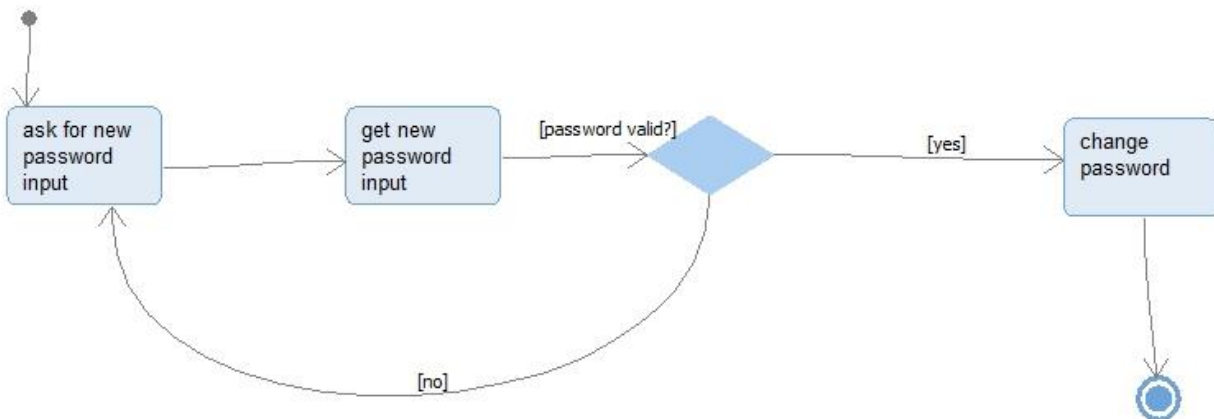 ask for new
password
input
get new
password
input
[password valid?]
[yes]
change
password
[no]